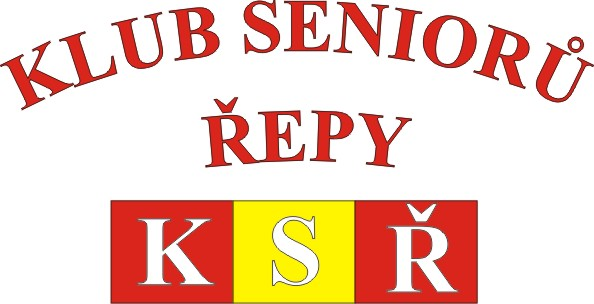 KLUB SENIORŮ
ŘEPY
K S Ř